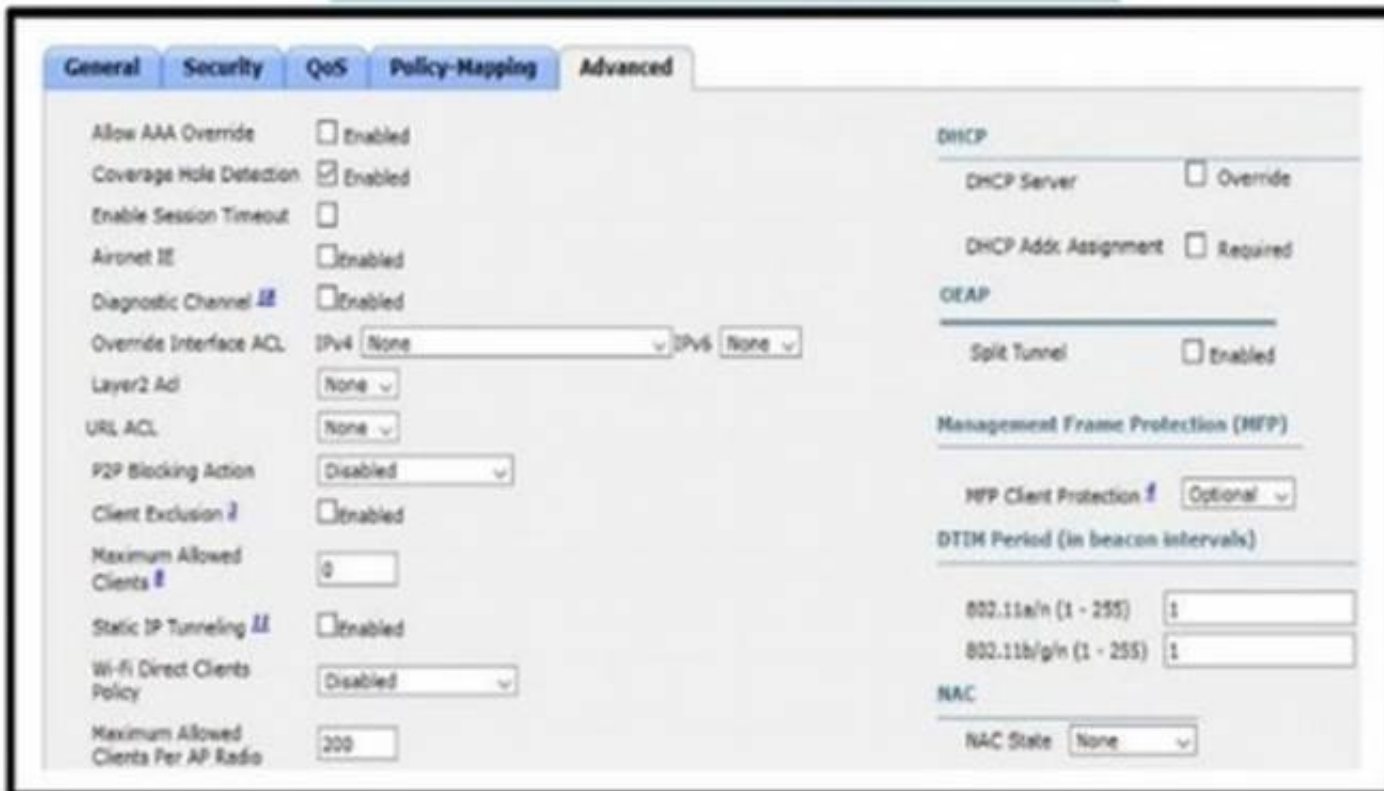 General Security QoS Policy-Mapping Advanced
Allow AAA Override Enabled
Coverage Hole Detection Enabled
Enable Session Timeout
Aironet IE Enabled
Diagnostic Channel 18 Enabled
Override Interface ACL IPv4 None IPv6 None
Layer2 Acl None
URL ACL None
P2P Blocking Action Disabled
Client Exclusion 3 Enabled
Maximum Allowed
Clients 8
0
Static IP Tunneling 11 Enabled
Wi-Fi Direct Clients
Policy
Disabled
Maximum Allowed
Clients Per AP Radio
200
DHCP
DHCP Server Override
DHCP Addr. Assignment Required
OEAP
Split Tunnel Enabled
Management Frame Protection (MFP)
MFP Client Protection 4 Optional
DTIM Period (in beacon intervals)
802.11a/n (1 - 255) 1
802.11b/g/n (1 - 255) 1
NAC
NAC State None